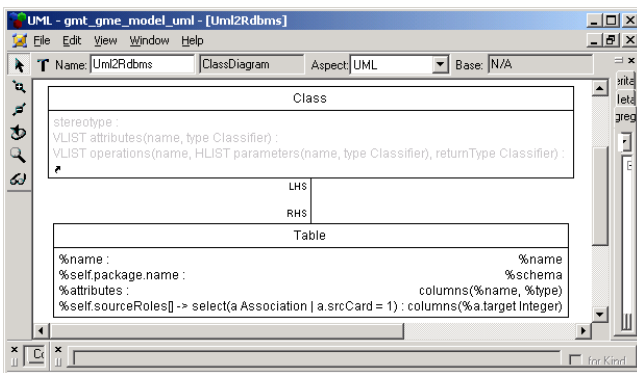 UML - gmt_gme_model_uml - [Uml2Rdbms]
File Edit View Window Help
Name: Uml2Rdbms ClassDiagram Aspect: UML Base: N/A
Class
stereotype :
VLIST attributes(name, type Classifier) :
VLIST operations(name, HLIST parameters(name, type Classifier), returnType Classifier) :
LHS
RHS
Table
%name : %name
%self.package.name : %schema
%attributes : columns(%name, %type)
%self.sourceRoles[] -> select(a Association | a.srcCard = 1) : columns(%a.target Integer)
for Kind